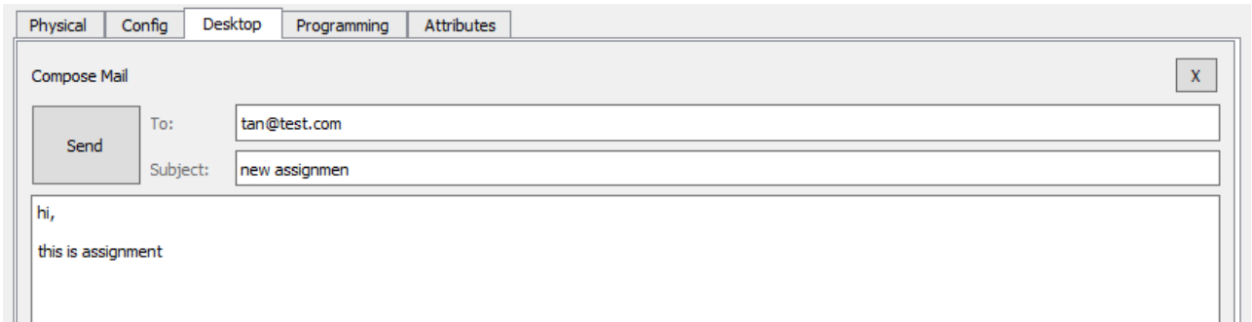 Physical Config Desktop Programming Attributes
Compose Mail X
Send
To: tan@test.com
Subject: new assignmen
hi,
this is assignment